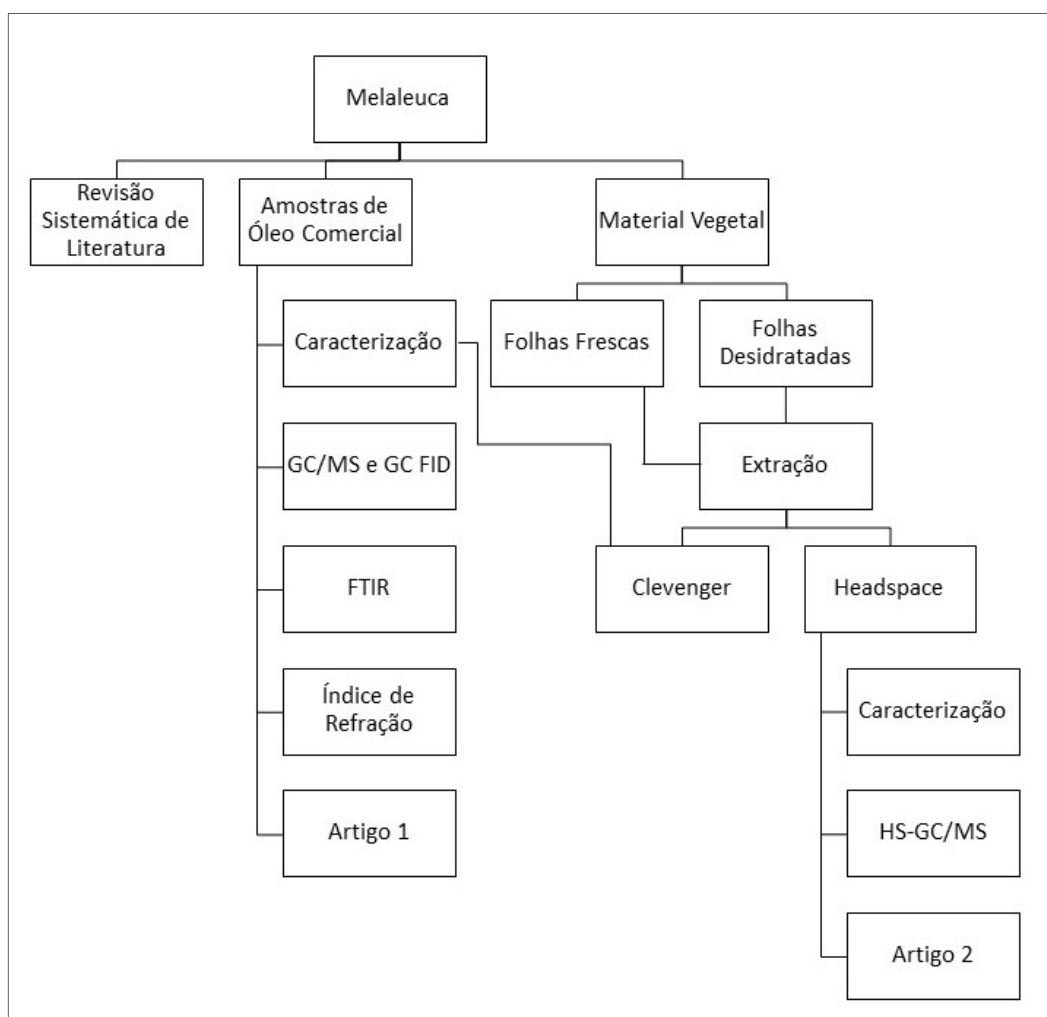 Melaleuca
Revisão
Sistemática de
Literatura
Amostras de
Óleo Comercial
Material Vegetal
Caracterização
Folhas Frescas
Folhas
Desidratadas
GC/MS e GC FID
Extração
FTIR
Clevenger
Headspace
Índice de
Refração
Caracterização
Artigo 1
HS-GC/MS
Artigo 2